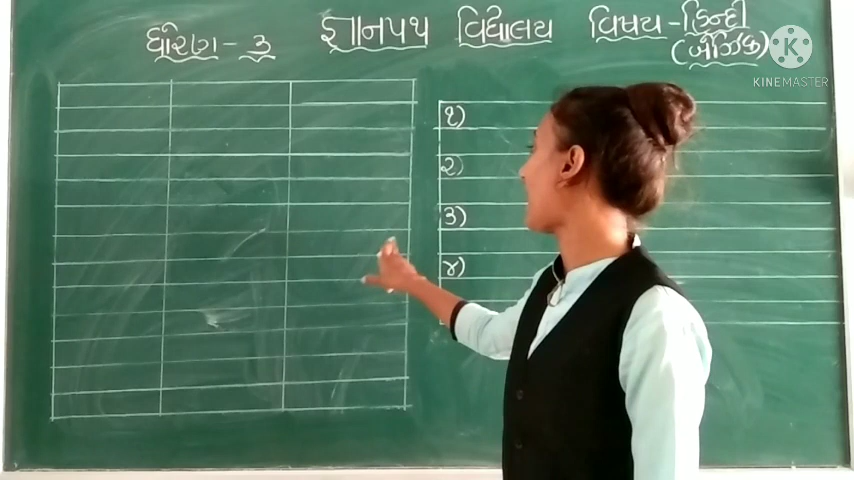 ધોરણ - ૩ જ્ઞાનપથ વિદ્યાલય વિષય - હિન્દી
(બેઝિક)
KINEMASTER
૧)
૨)
૩)
૪)